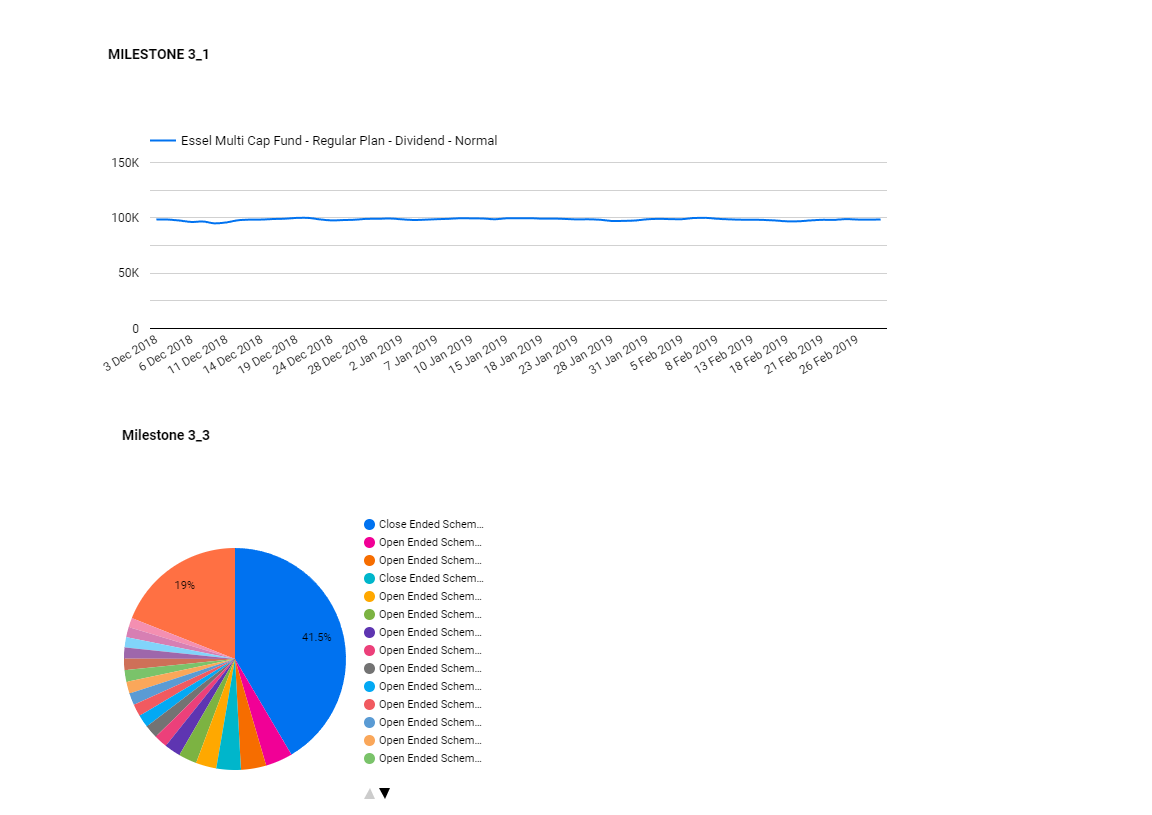 MILESTONE 3_1
Essel Multi Cap Fund - Regular Plan - Dividend - Normal
150K
100K
50K
0
3 Dec 2018
6 Dec 2018
11 Dec 2018
14 Dec 2018
19 Dec 2018
24 Dec 2018
28 Dec 2018
2 Jan 2019
7 Jan 2019
10 Jan 2019
15 Jan 2019
18 Jan 2019
23 Jan 2019
28 Jan 2019
31 Jan 2019
5 Feb 2019
8 Feb 2019
13 Feb 2019
18 Feb 2019
21 Feb 2019
26 Feb 2019
Milestone 3_3
19%
41.5%
Close Ended Schem...
Open Ended Schem...
Open Ended Schem...
Close Ended Schem...
Open Ended Schem...
Open Ended Schem...
Open Ended Schem...
Open Ended Schem...
Open Ended Schem...
Open Ended Schem...
Open Ended Schem...
Open Ended Schem...
Open Ended Schem...
Open Ended Schem...